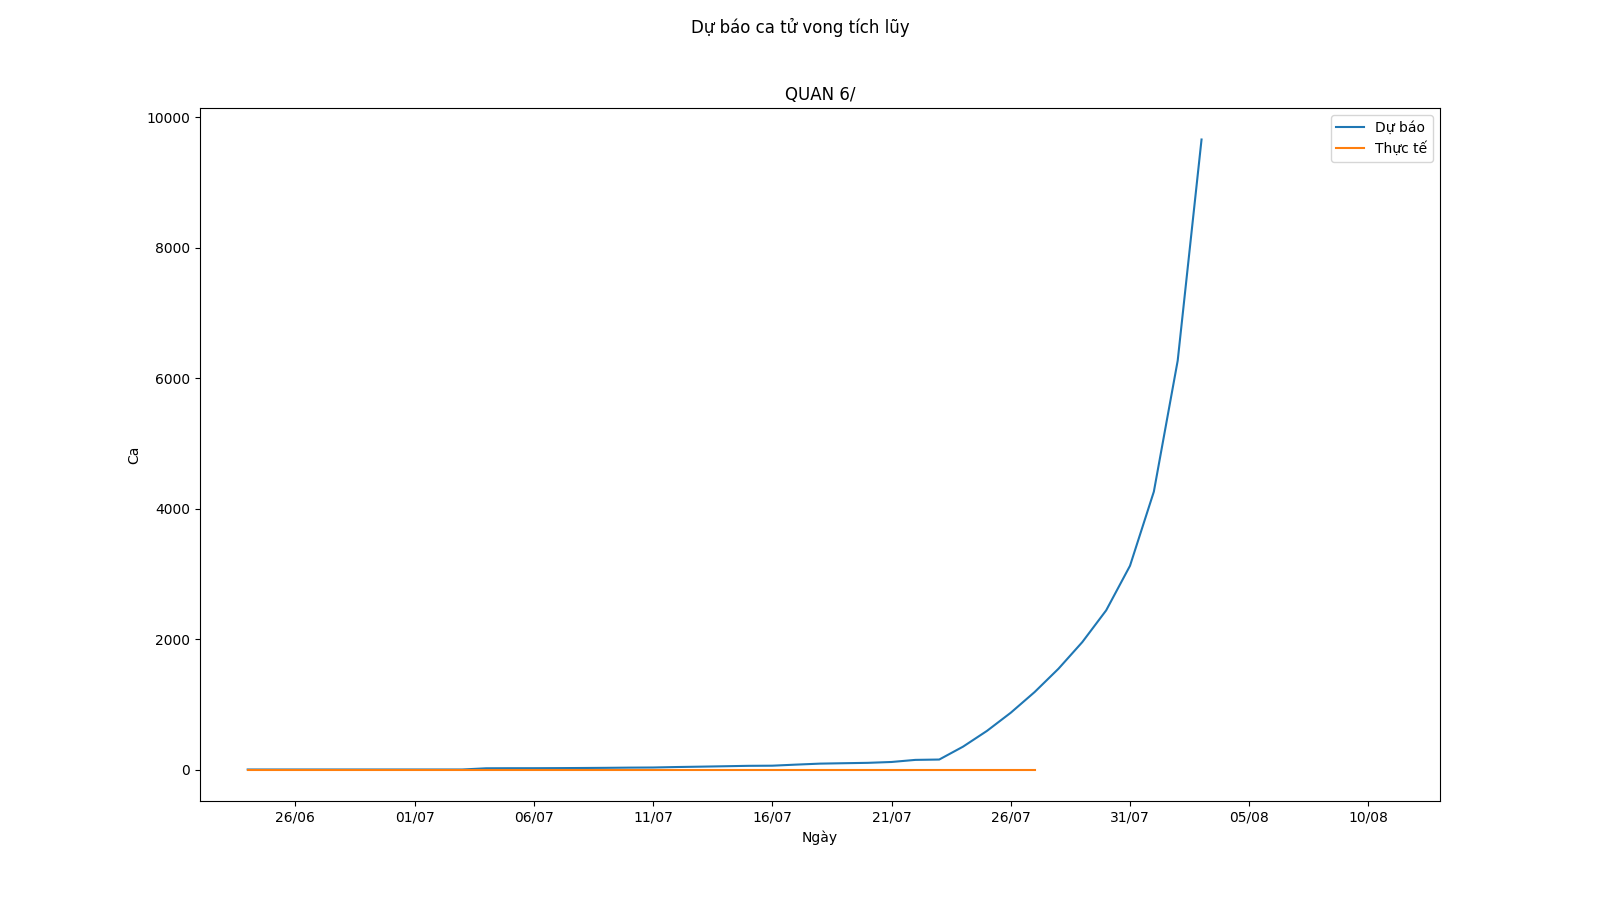 Dự báo ca tử vong tích lũy
QUAN 6/
Dự báo
Thực tế
10000
8000
6000
4000
2000
0
Ca
26/06 01/07 06/07 11/07 16/07 21/07 26/07 31/07 05/08 10/08
Ngày